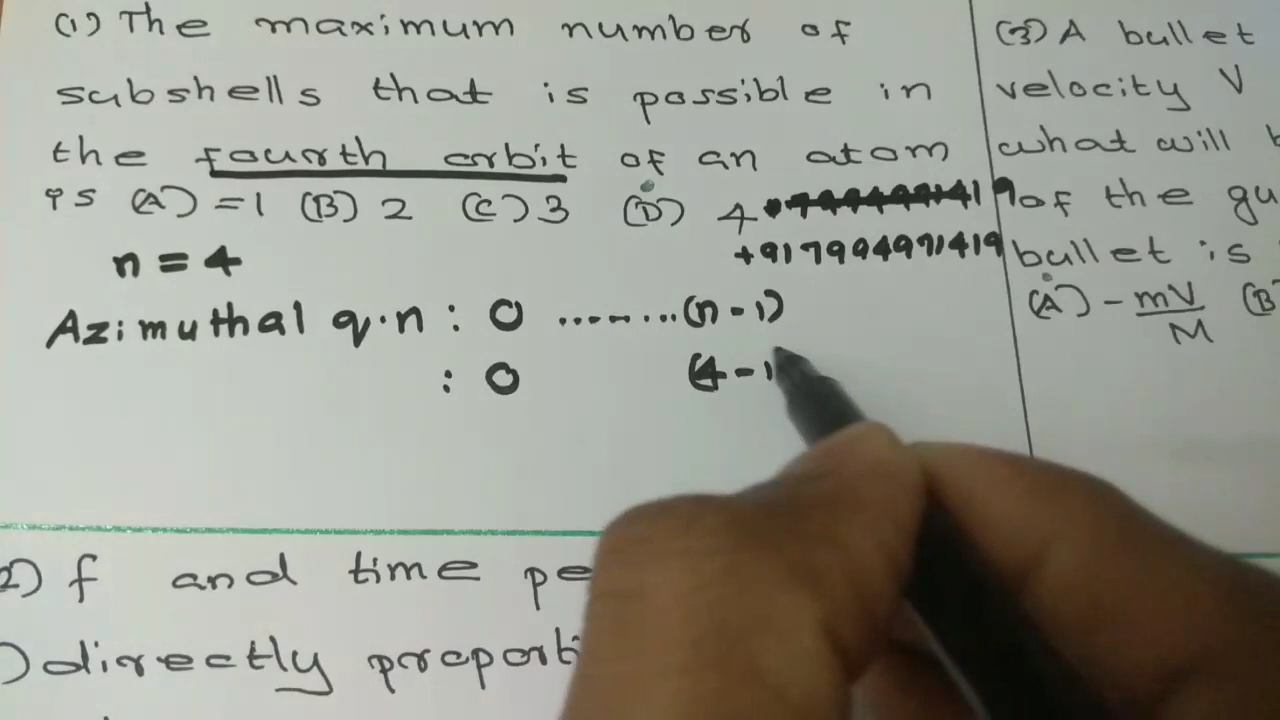 (1) The maximum number of
subshells that is possible in
the fourth orbit of an atom
is (A) = 1 (B) 2 (C) 3 (D) 4
+917994971419
n = 4
Azimuthal q.n : 0 ........(n-1)
: 0 (4-1
2) f and time pe
) directly proporti
(3) A bullet
velocity V
what will b
of the gu
bullet is
(A) - mV/M (B